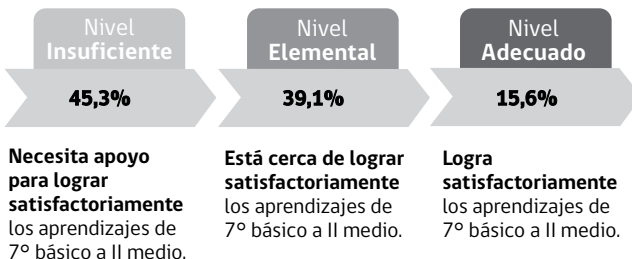 Nivel
Insuficiente
45,3%
Necesita apoyo
para lograr
satisfactoriamente
los aprendizajes de
7° básico a II medio.
Nivel
Elemental
39,1%
Está cerca de lograr
satisfactoriamente
los aprendizajes de
7° básico a II medio.
Nivel
Adecuado
15,6%
Logra
satisfactoriamente
los aprendizajes de
7° básico a II medio.